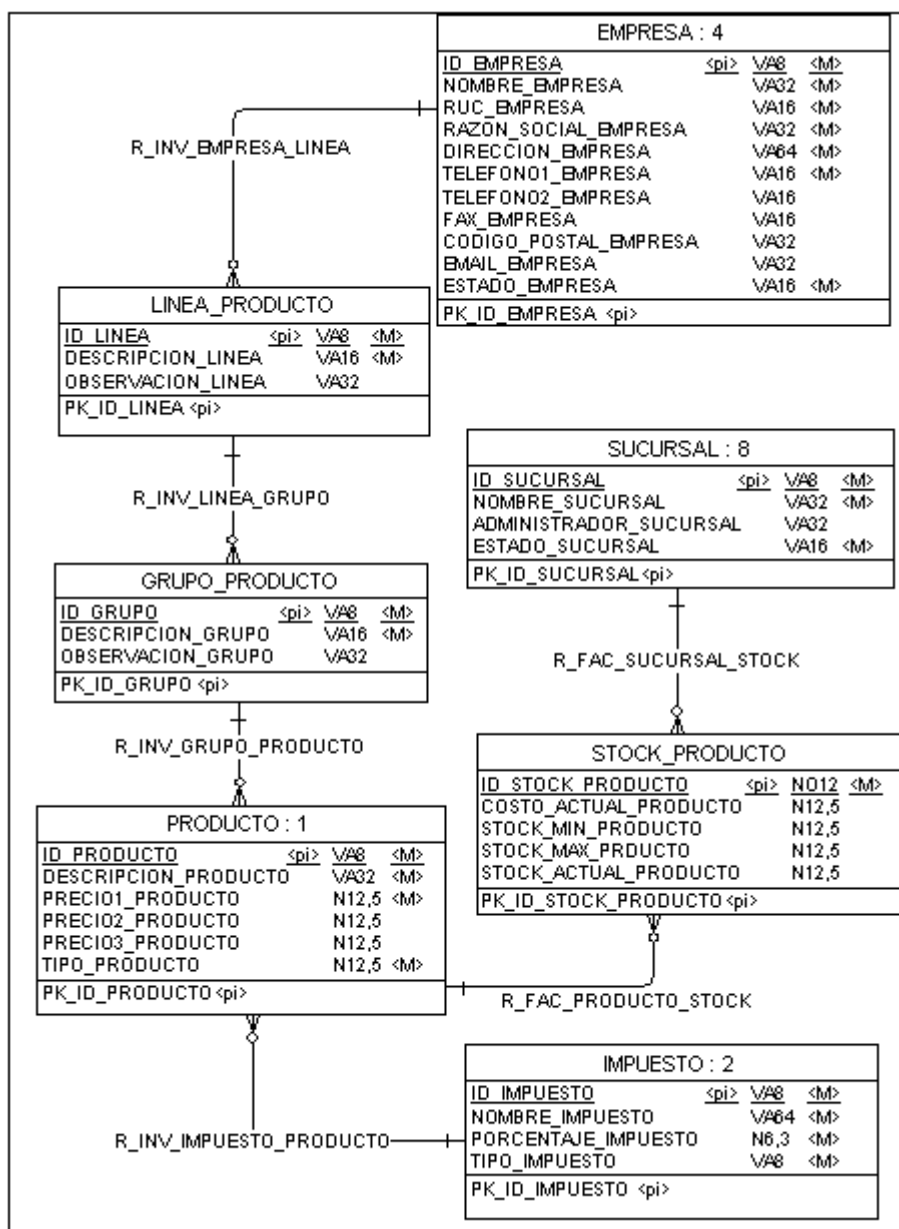 EMPRESA : 4
ID_EMPRESA <pi> VA8 <M>
NOMBRE_EMPRESA VA32 <M>
RUC_EMPRESA VA16 <M>
RAZON_SOCIAL_EMPRESA VA32 <M>
DIRECCION_EMPRESA VA64 <M>
TELEFONO1_EMPRESA VA16 <M>
TELEFONO2_EMPRESA VA16
FAX_EMPRESA VA16
CODIGO_POSTAL_EMPRESA VA32
EMAIL_EMPRESA VA32
ESTADO_EMPRESA VA16 <M>
PK_ID_EMPRESA <pi>
R_INV_EMPRESA_LINEA
LINEA_PRODUCTO
ID_LINEA <pi> VA8 <M>
DESCRIPCION_LINEA VA16 <M>
OBSERVACION_LINEA VA32
PK_ID_LINEA <pi>
R_INV_LINEA_GRUPO
SUCURSAL : 8
ID_SUCURSAL <pi> VA8 <M>
NOMBRE_SUCURSAL VA32 <M>
ADMINISTRADOR_SUCURSAL VA32
ESTADO_SUCURSAL VA16 <M>
PK_ID_SUCURSAL <pi>
GRUPO_PRODUCTO
ID_GRUPO <pi> VA8 <M>
DESCRIPCION_GRUPO VA16 <M>
OBSERVACION_GRUPO VA32
PK_ID_GRUPO <pi>
R_FAC_SUCURSAL_STOCK
R_INV_GRUPO_PRODUCTO
STOCK_PRODUCTO
ID_STOCK_PRODUCTO <pi> NO12 <M>
COSTO_ACTUAL_PRODUCTO N12,5
STOCK_MIN_PRODUCTO N12,5
STOCK_MAX_PRDUCTO N12,5
STOCK_ACTUAL_PRODUCTO N12,5
PK_ID_STOCK_PRODUCTO <pi>
PRODUCTO : 1
ID_PRODUCTO <pi> VA8 <M>
DESCRIPCION_PRODUCTO VA32 <M>
PRECIO1_PRODUCTO N12,5 <M>
PRECIO2_PRODUCTO N12,5
PRECIO3_PRODUCTO N12,5
TIPO_PRODUCTO N12,5 <M>
PK_ID_PRODUCTO <pi>
R_FAC_PRODUCTO_STOCK
IMPUESTO : 2
ID_IMPUESTO <pi> VA8 <M>
NOMBRE_IMPUESTO VA64 <M>
PORCENTAJE_IMPUESTO N6,3 <M>
TIPO_IMPUESTO VA8 <M>
PK_ID_IMPUESTO <pi>
R_INV_IMPUESTO_PRODUCTO